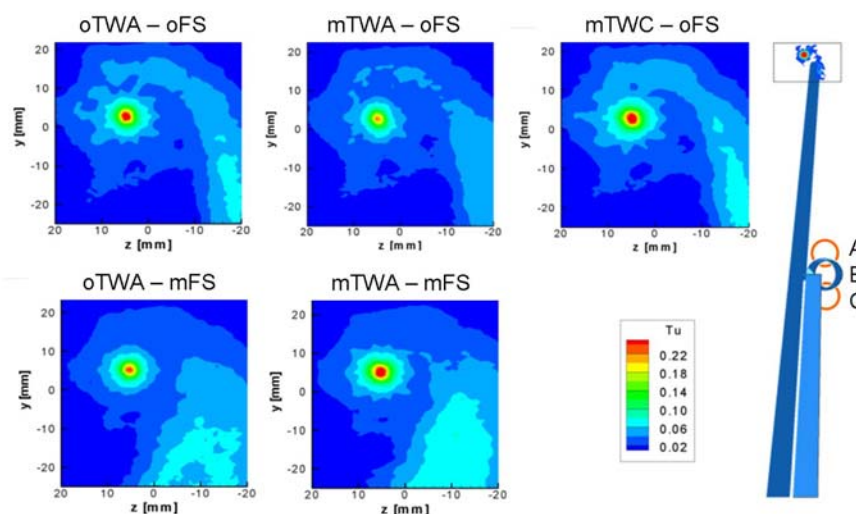 oTWA – oFS
mTWA – oFS
mTWC – oFS
y [mm]
20
10
0
-10
-20
20 10 0 -10 -20
z [mm]
y [mm]
20
10
0
-10
-20
20 10 0 -10 -20
z [mm]
y [mm]
20
10
0
-10
-20
20 10 0 -10 -20
z [mm]
A
B
C
oTWA – mFS
mTWA – mFS
y [mm]
20
10
0
-10
-20
20 10 0 -10 -20
z [mm]
y [mm]
20
10
0
-10
-20
20 10 0 -10 -20
z [mm]
Tu
0.22
0.18
0.14
0.10
0.06
0.02